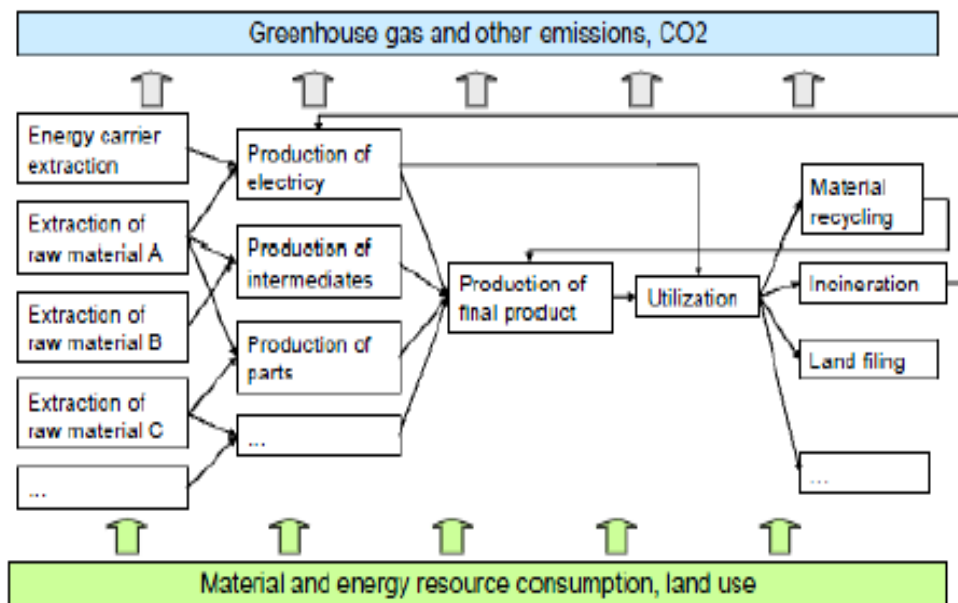 Greenhouse gas and other emissions, CO2
Energy carrier
extraction
Extraction of
raw material A
Extraction of
raw material B
Extraction of
raw material C
...
Production of
electricy
Production of
intermediates
Production of
parts
...
Production of
final product
Utilization
Material
recycling
Incineration
Land filing
...
Material and energy resource consumption, land use